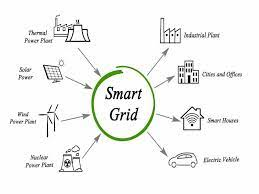 Thermal
Power Plant
Solar
Power
Wind
Power Plant
Nuclear
Power Plant
Smart
Grid
Industrial Plant
Cities and Offices
Smart Houses
Electric Vehicle